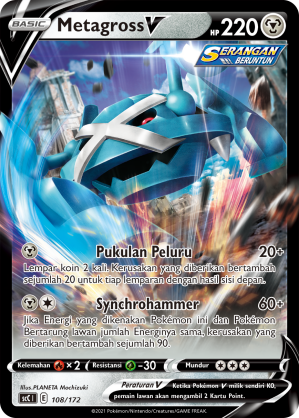 BASIC Metagross V HP 220
SERANGAN
BERUNTUN
Pukulan Peluru 20+
Lempar koin 2 kali. Kerusakan yang diberikan bertambah
sejumlah 20 untuk tiap lemparan dengan hasil sisi depan.
Synchrohammer 60+
Jika Energi yang dikenakan Pokémon ini dan Pokémon
Bertarung lawan jumlah Energinya sama, kerusakan yang
diberikan bertambah sejumlah 90.
Kelemahan × 2 Resistensi -30 Mundur
Illus.PLANETA Mochizuki
scC I E 108/172
Peraturan V Ketika Pokémon V milik sendiri KO,
pemain lawan akan mengambil 2 Kartu Point.
©2021 Pokémon/Nintendo/Creatures/GAME FREAK.